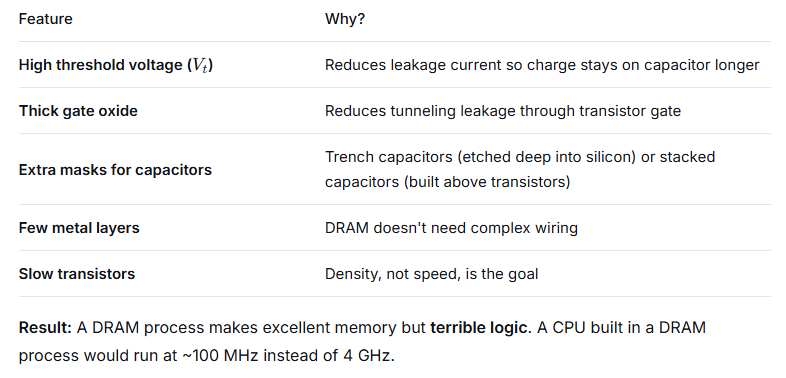 Feature Why?
High threshold voltage (Vt) Reduces leakage current so charge stays on capacitor longer
Thick gate oxide Reduces tunneling leakage through transistor gate
Extra masks for capacitors Trench capacitors (etched deep into silicon) or stacked
capacitors (built above transistors)
Few metal layers DRAM doesn't need complex wiring
Slow transistors Density, not speed, is the goal
Result: A DRAM process makes excellent memory but terrible logic. A CPU built in a DRAM
process would run at ~100 MHz instead of 4 GHz.